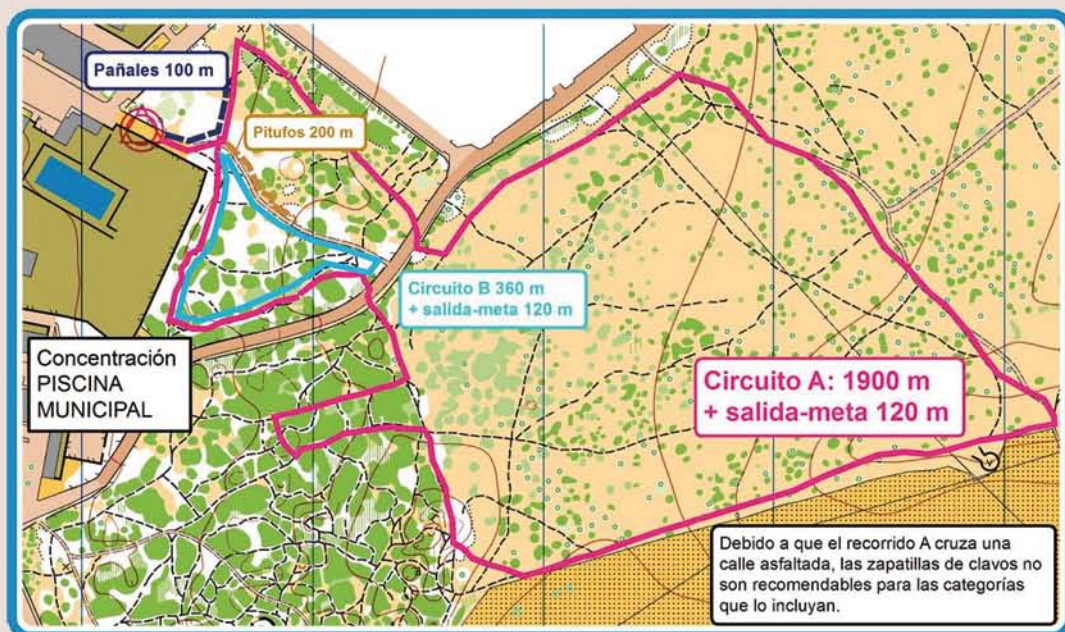 Pañales 100 m
Pitufos 200 m
Circuito B 360 m
+ salida-meta 120 m
Concentración
PISCINA
MUNICIPAL
Circuito A: 1900 m
+ salida-meta 120 m
Debido a que el recorrido A cruza una
calle asfaltada, las zapatillas de clavos no
son recomendables para las categorías
que lo incluyan.